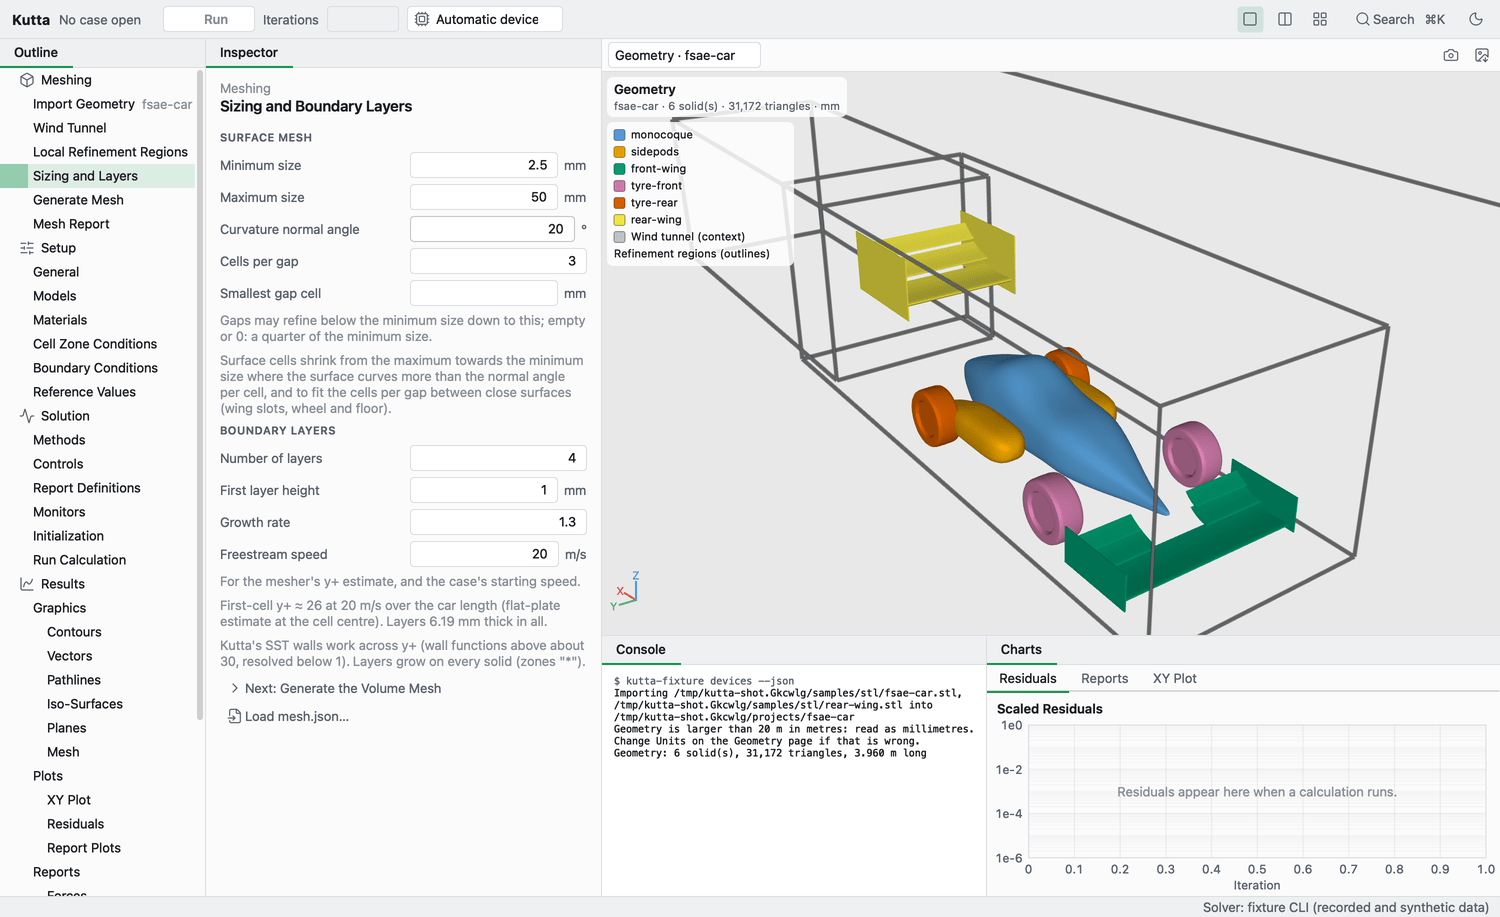 Kutta No case open Run Iterations Automatic device Search ⌘K
Outline
Meshing
Import Geometry fsae-car
Wind Tunnel
Local Refinement Regions
Sizing and Layers
Generate Mesh
Mesh Report
Setup
General
Models
Materials
Cell Zone Conditions
Boundary Conditions
Reference Values
Solution
Methods
Controls
Report Definitions
Monitors
Initialization
Run Calculation
Results
Graphics
Contours
Vectors
Pathlines
Iso-Surfaces
Planes
Mesh
Plots
XY Plot
Residuals
Report Plots
Reports
Forces
Inspector
Meshing
Sizing and Boundary Layers
SURFACE MESH
Minimum size 2.5 mm
Maximum size 50 mm
Curvature normal angle 20 °
Cells per gap 3
Smallest gap cell mm
Gaps may refine below the minimum size down to this; empty
or 0: a quarter of the minimum size.
Surface cells shrink from the maximum towards the minimum
size where the surface curves more than the normal angle
per cell, and to fit the cells per gap between close surfaces
(wing slots, wheel and floor).
BOUNDARY LAYERS
Number of layers 4
First layer height 1 mm
Growth rate 1.3
Freestream speed 20 m/s
For the mesher's y+ estimate, and the case's starting speed.
First-cell y+ ≈ 26 at 20 m/s over the car length (flat-plate
estimate at the cell centre). Layers 6.19 mm thick in all.
Kutta's SST walls work across y+ (wall functions above about
30, resolved below 1). Layers grow on every solid (zones "*").
Next: Generate the Volume Mesh
Load mesh.json...
Geometry · fsae-car
Geometry
fsae-car · 6 solid(s) · 31,172 triangles · mm
monocoque
sidepods
front-wing
tyre-front
tyre-rear
rear-wing
Wind tunnel (context)
Refinement regions (outlines)
Z
X
Y
Console
$ kutta-fixture devices --json
Importing /tmp/kutta-shot.Gkcwlg/samples/stl/fsae-car.stl,
/tmp/kutta-shot.Gkcwlg/samples/stl/rear-wing.stl into
/tmp/kutta-shot.Gkcwlg/projects/fsae-car
Geometry is larger than 20 m in metres: read as millimetres.
Change Units on the Geometry page if that is wrong.
Geometry: 6 solid(s), 31,172 triangles, 3.960 m long
Charts
Residuals Reports XY Plot
Scaled Residuals
1e0
1e-2
1e-4
1e-6
Residuals appear here when a calculation runs.
0 0.1 0.2 0.3 0.4 0.5 0.6 0.7 0.8 0.9 1.0
Iteration
Solver: fixture CLI (recorded and synthetic data)